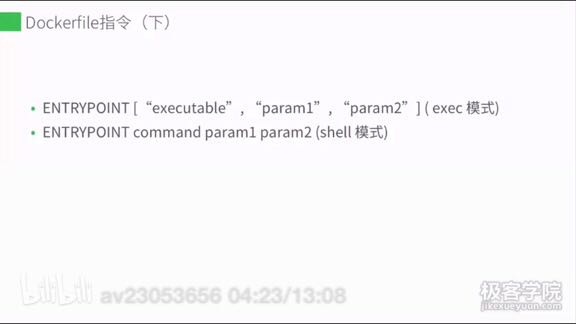 Dockerfile指令（下）
• ENTRYPOINT [ “executable”, “param1”, “param2” ] ( exec 模式)
• ENTRYPOINT command param1 param2 (shell 模式)
bilibili av23053656 04:23/13:08
极客学院
jikexueyuan.com